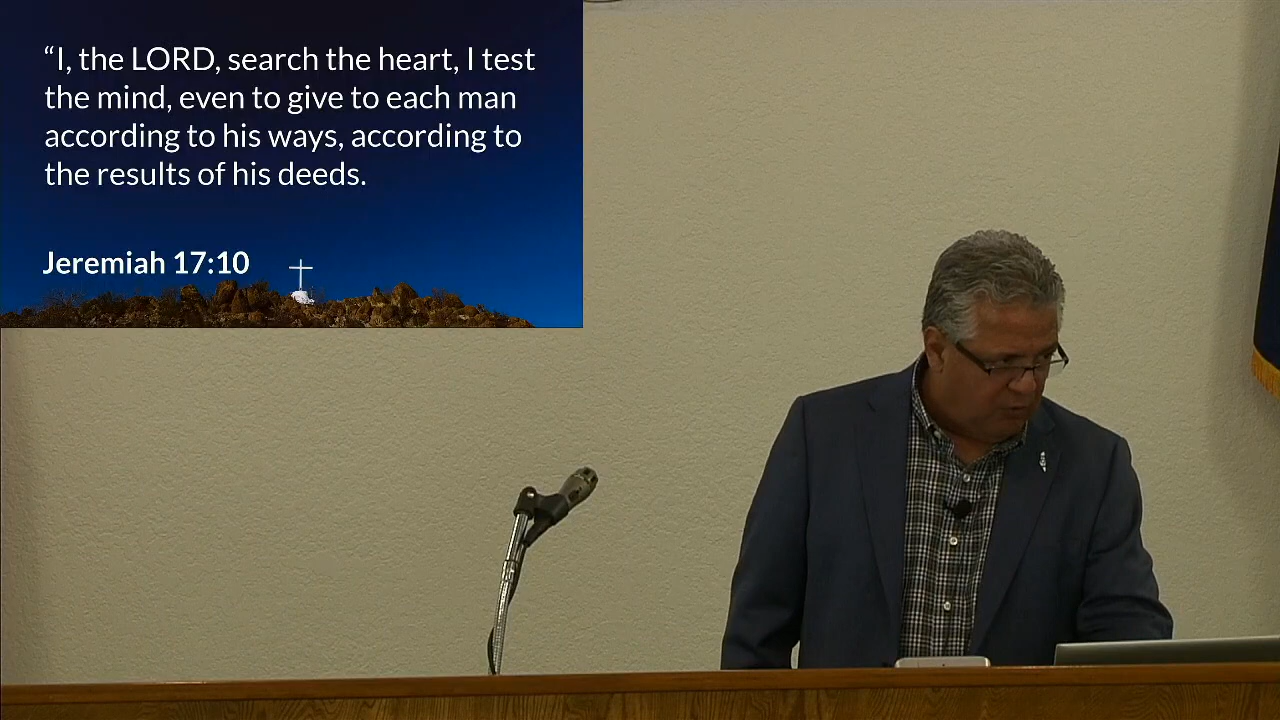 “I, the LORD, search the heart, I test
the mind, even to give to each man
according to his ways, according to
the results of his deeds.
Jeremiah 17:10